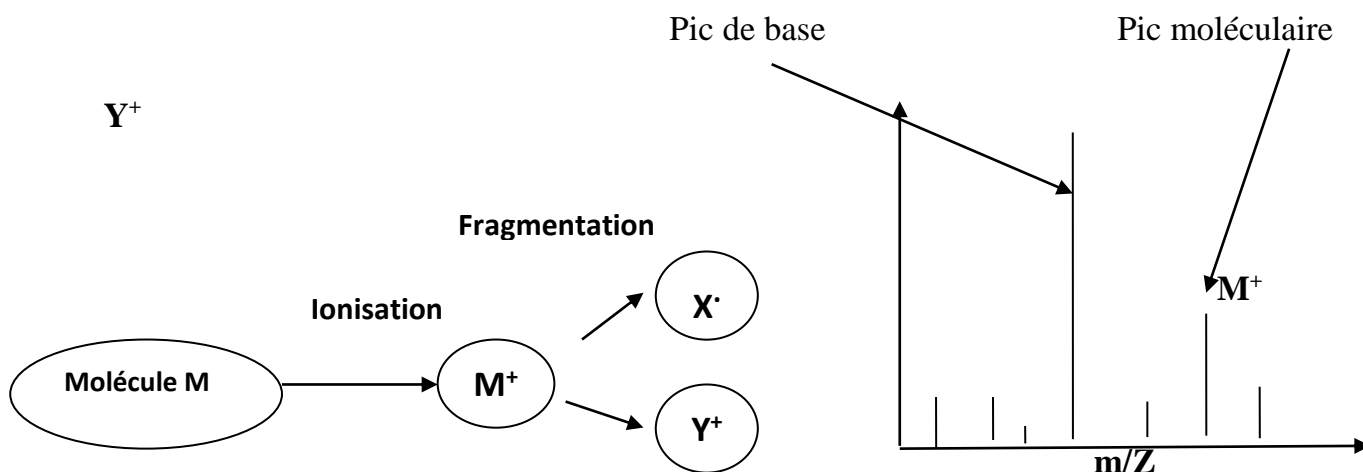 Pic de base
Pic moléculaire
Y⁺
Fragmentation
X·
M⁺
Ionisation
Molécule M
M⁺
Y⁺
m/Z